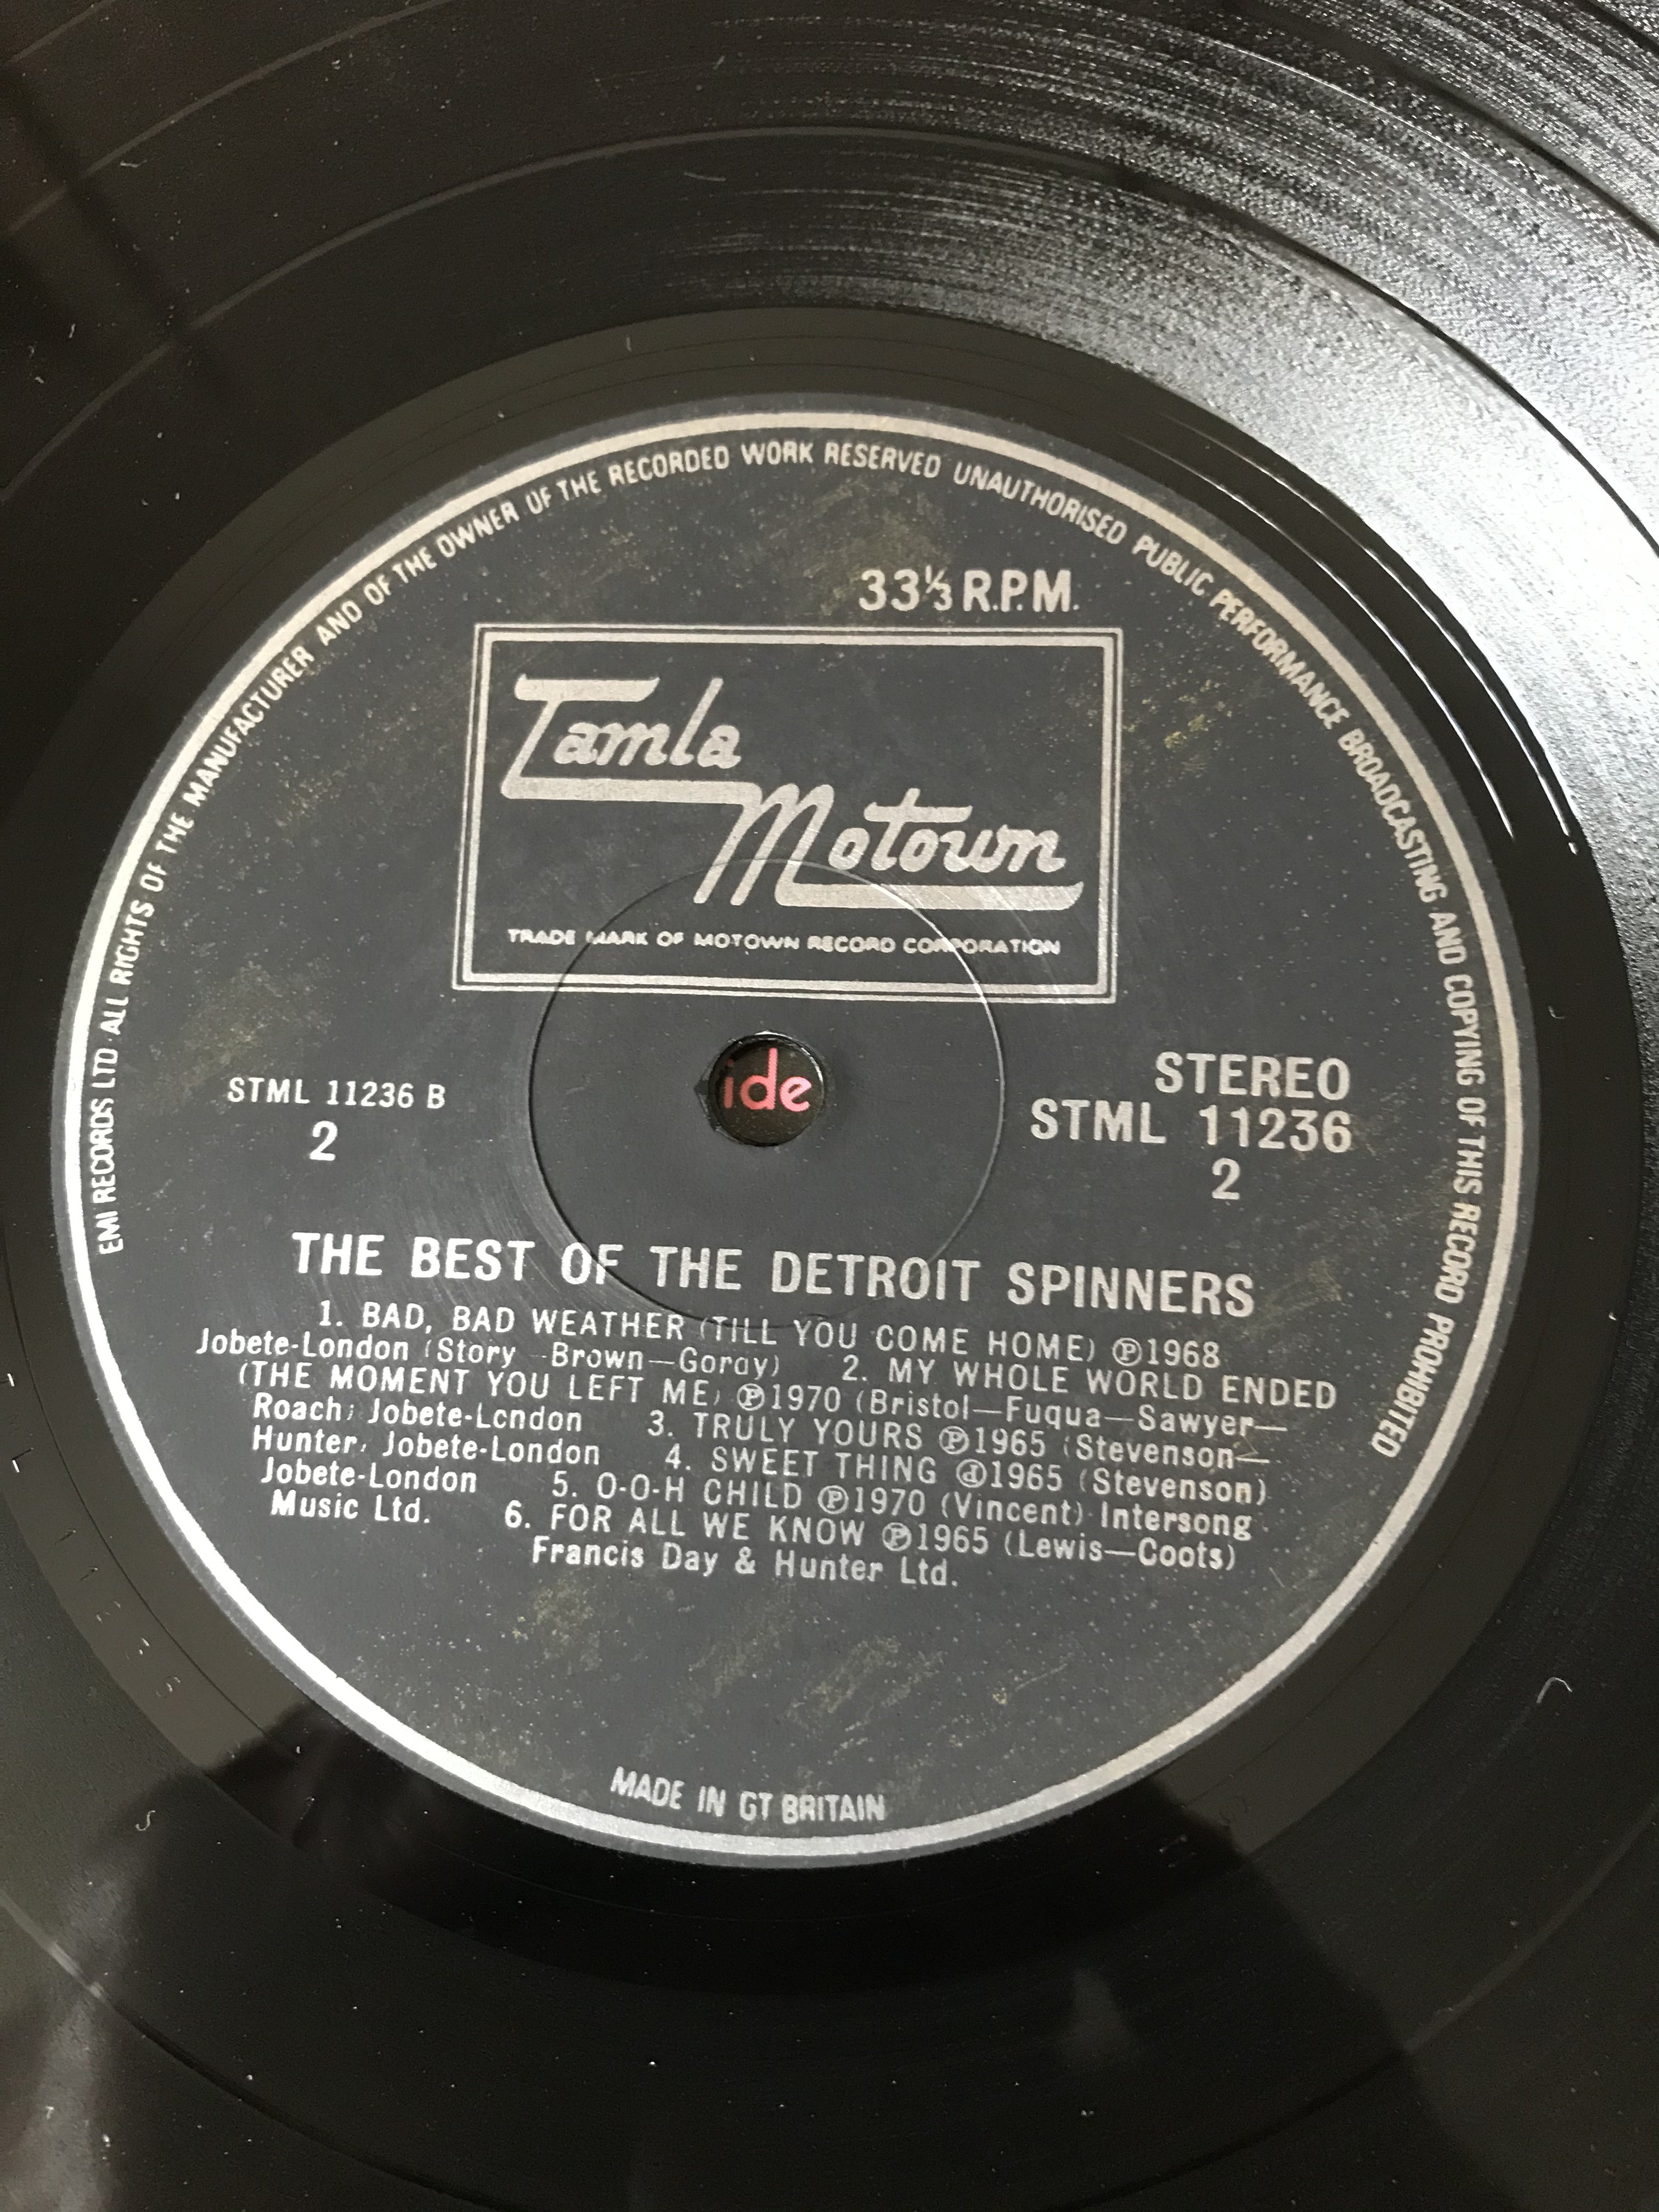 EMI RECORDS LTD ALL RIGHTS OF THE MANUFACTURER AND OF THE OWNER OF THE RECORDED WORK RESERVED UNAUTHORISED PUBLIC PERFORMANCE BROADCASTING AND COPYING OF THIS RECORD PROHIBITED
33⅓ R.P.M.
Tamla
Motown
TRADE MARK OF MOTOWN RECORD CORPORATION
ide
STML 11236 B
2
STEREO
STML 11236
2
THE BEST OF THE DETROIT SPINNERS
1. BAD, BAD WEATHER (TILL YOU COME HOME) Ⓟ1968
Jobete-London (Story—Brown—Gordy) 2. MY WHOLE WORLD ENDED
(THE MOMENT YOU LEFT ME) Ⓟ1970 (Bristol—Fuqua—Sawyer—
Roach) Jobete-London 3. TRULY YOURS Ⓟ1965 (Stevenson—
Hunter) Jobete-London 4. SWEET THING Ⓟ1965 (Stevenson)
Jobete-London 5. O-O-H CHILD Ⓟ1970 (Vincent) Intersong
Music Ltd. 6. FOR ALL WE KNOW Ⓟ1965 (Lewis—Coots)
Francis Day & Hunter Ltd.
MADE IN GT BRITAIN